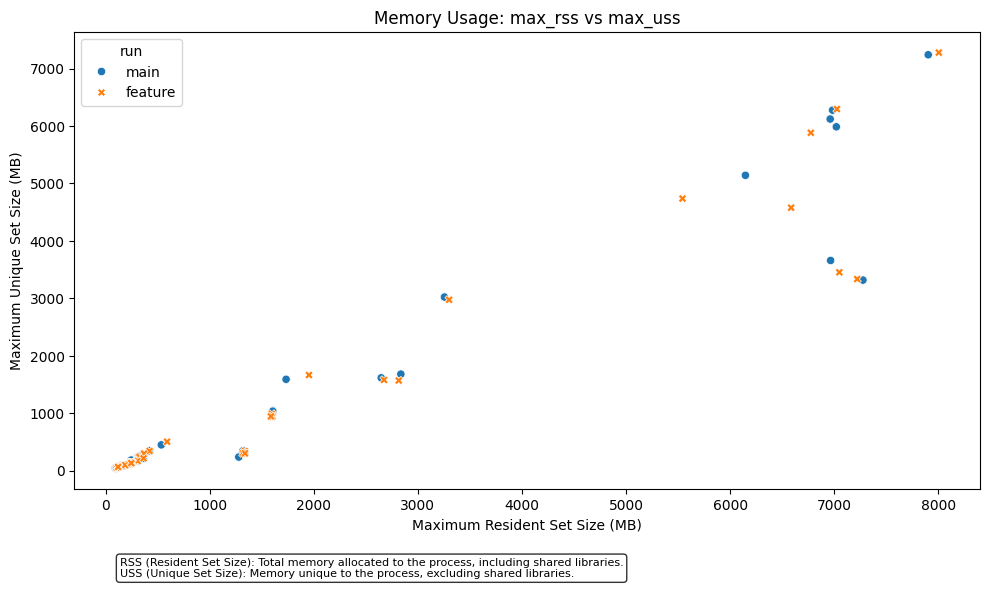 Memory Usage: max_rss vs max_uss
run
main
feature
Maximum Unique Set Size (MB)
7000
6000
5000
4000
3000
2000
1000
0
0 1000 2000 3000 4000 5000 6000 7000 8000
Maximum Resident Set Size (MB)
RSS (Resident Set Size): Total memory allocated to the process, including shared libraries.
USS (Unique Set Size): Memory unique to the process, excluding shared libraries.